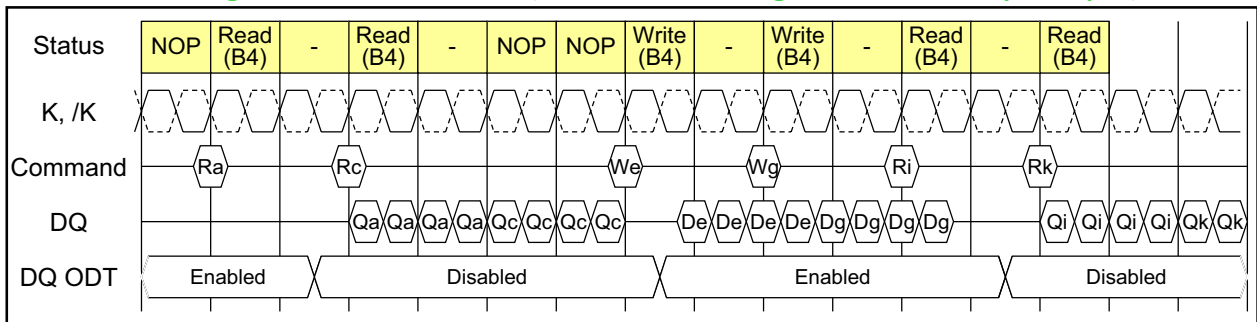 Status NOP Read (B4) - Read (B4) - NOP NOP Write (B4) - Write (B4) - Read (B4) - Read (B4)
K, /K
Command Ra Rc We Wg Ri Rk
DQ Qa Qa Qa Qa Qc Qc Qc Qc De De De De Dg Dg Dg Dg Qi Qi Qi Qi Qk Qk
DQ ODT Enabled Disabled Enabled Disabled